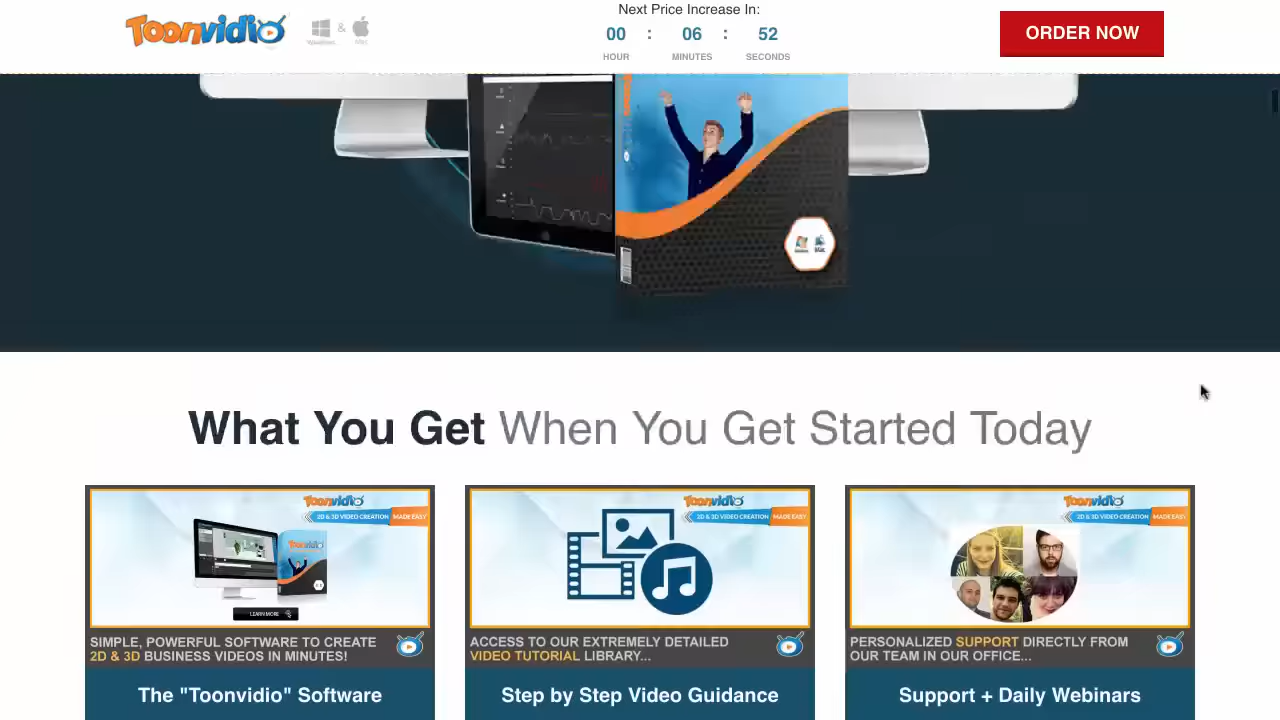 Toonvidio
Windows & Mac
Next Price Increase In:
00 : 06 : 52
HOUR MINUTES SECONDS
ORDER NOW
What You Get When You Get Started Today
Toonvidio
2D & 3D VIDEO CREATION MADE EASY
Toonvidio
LEARN MORE
SIMPLE, POWERFUL SOFTWARE TO CREATE
2D & 3D BUSINESS VIDEOS IN MINUTES!
The "Toonvidio" Software
Toonvidio
2D & 3D VIDEO CREATION MADE EASY
ACCESS TO OUR EXTREMELY DETAILED
VIDEO TUTORIAL LIBRARY...
Step by Step Video Guidance
Toonvidio
2D & 3D VIDEO CREATION MADE EASY
PERSONALIZED SUPPORT DIRECTLY FROM
OUR TEAM IN OUR OFFICE...
Support + Daily Webinars